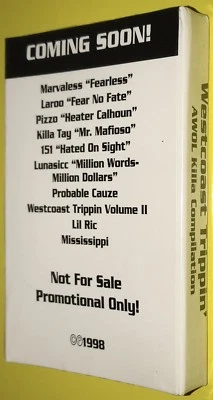 COMING SOON!
Marvaless "Fearless"
Laroo "Fear No Fate"
Pizzo "Heater Calhoun"
Killa Tay "Mr. Mafioso"
151 "Hated On Sight"
Lunasicc "Million Words-
Million Dollars"
Probable Cauze
Westcoast Trippin Volume II
Lil Ric
Mississippi
Not For Sale
Promotional Only!
©℗1998
Westcoast Trippin'
AWOL Killa Compilation